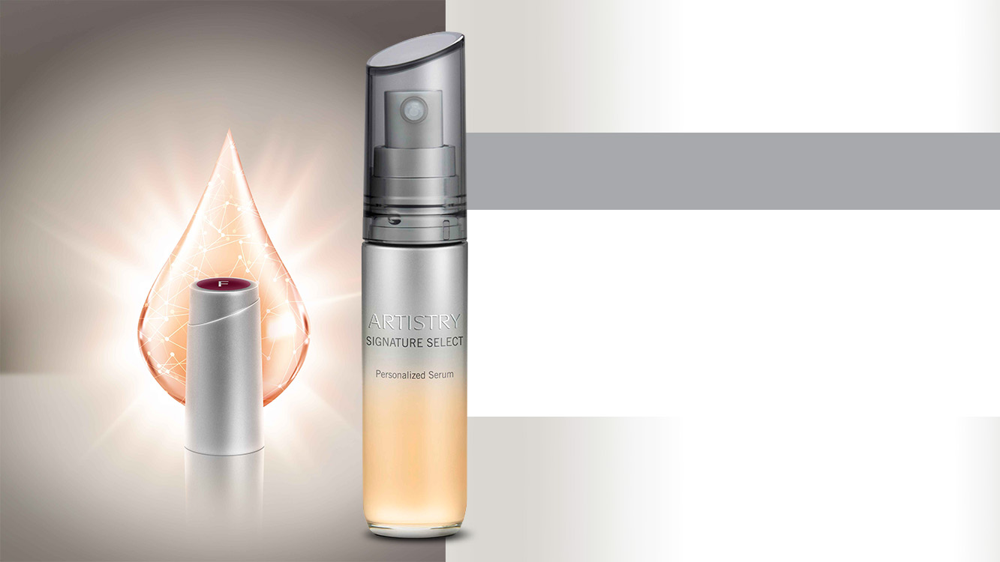 F
ARTISTRY
SIGNATURE SELECT
Personalized Serum